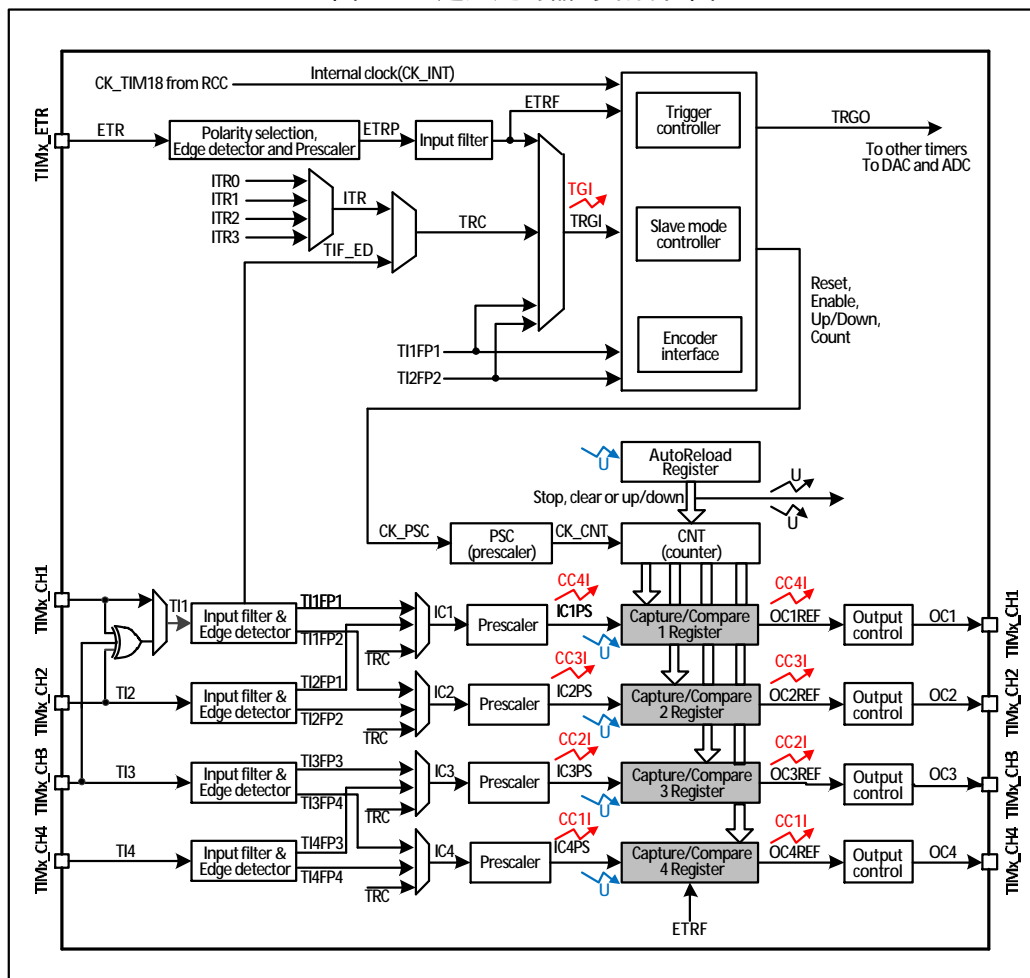 Internal clock(CK_INT)
CK_TIM18 from RCC
ETRF
Trigger
controller
TRGO
To other timers
To DAC and ADC
TIMx_ETR
ETR
Polarity selection,
Edge detector and Prescaler
ETRP
Input filter
ITR0
ITR1
ITR2
ITR3
ITR
TIF_ED
TRC
TGI
TRGI
Slave mode
controller
Reset,
Enable,
Up/Down,
Count
TI1FP1
TI2FP2
Encoder
interface
U
AutoReload
Register
Stop, clear or up/down
U
U
CK_PSC
PSC
(prescaler)
CK_CNT
CNT
(counter)
TIMx_CH1
TI1
Input filter &
Edge detector
TI1FP1
TI1FP2
TRC
IC1
Prescaler
CC4I
IC1PS
U
Capture/Compare
1 Register
CC4I
OC1REF
Output
control
OC1
TIMx_CH1
TIMx_CH2
TI2
Input filter &
Edge detector
TI2FP1
TI2FP2
TRC
IC2
Prescaler
CC3I
IC2PS
U
Capture/Compare
2 Register
CC3I
OC2REF
Output
control
OC2
TIMx_CH2
TIMx_CH3
TI3
Input filter &
Edge detector
TI3FP3
TI3FP4
TRC
IC3
Prescaler
CC2I
IC3PS
U
Capture/Compare
3 Register
CC2I
OC3REF
Output
control
OC3
TIMx_CH3
TIMx_CH4
TI4
Input filter &
Edge detector
TI4FP3
TI4FP4
TRC
IC4
Prescaler
CC1I
IC4PS
U
Capture/Compare
4 Register
CC1I
OC4REF
Output
control
OC4
TIMx_CH4
ETRF